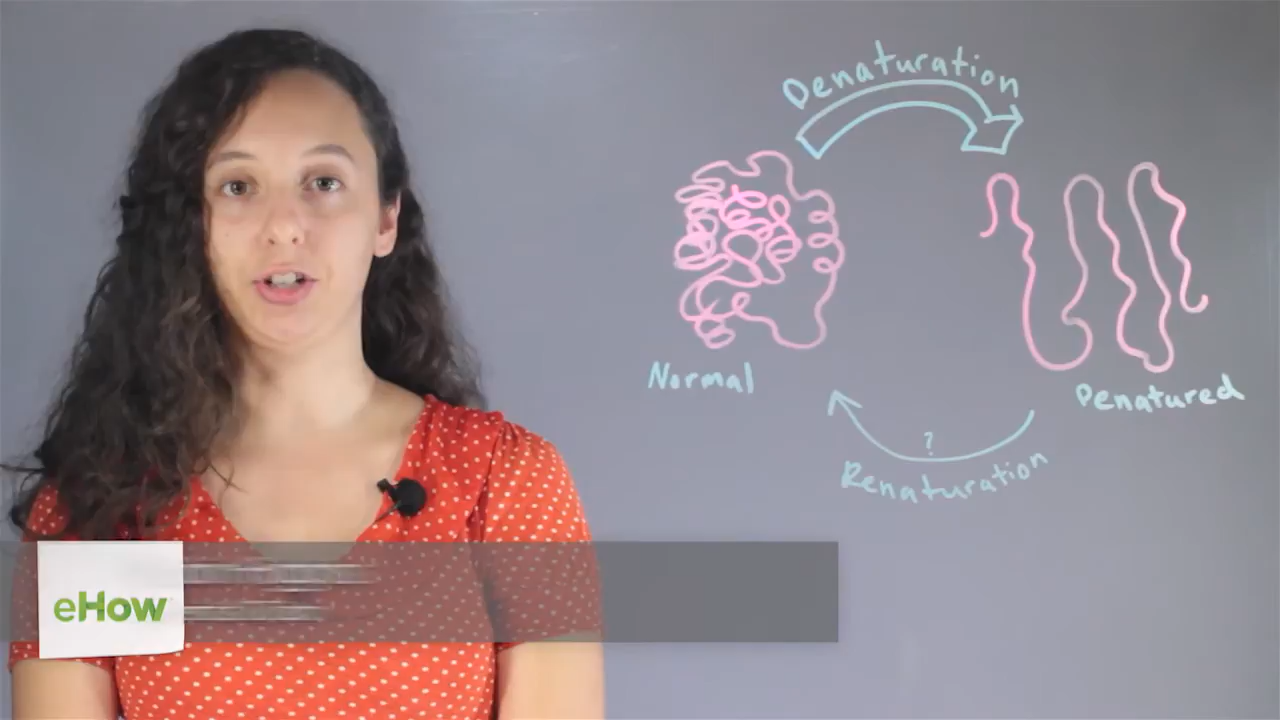 Denaturation
Normal
Denatured
?
Renaturation
eHow